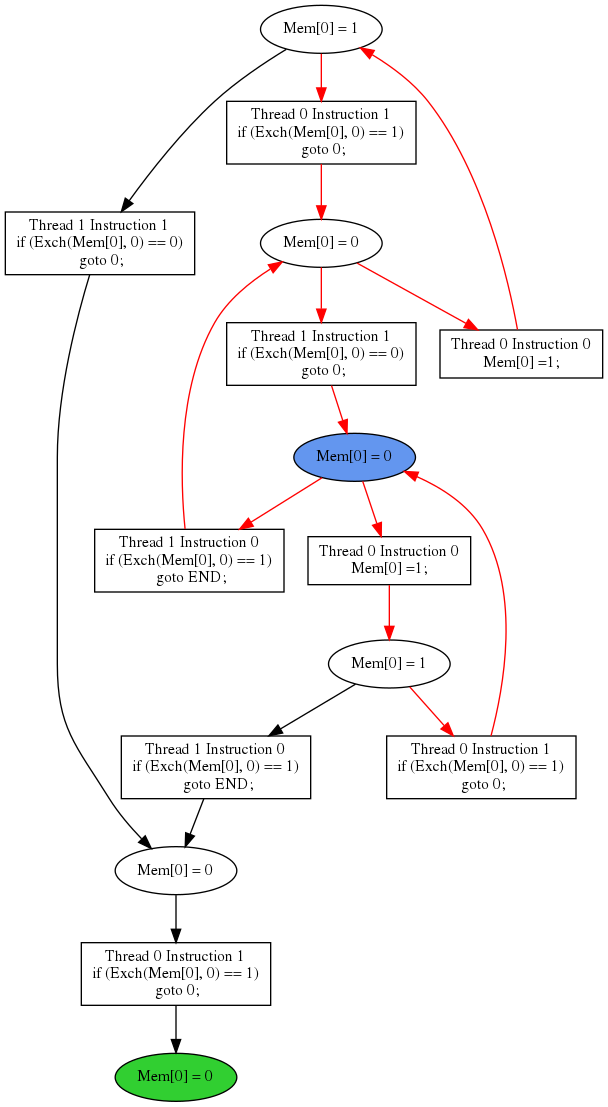 Mem[0] = 1
Thread 0 Instruction 1
if (Exch(Mem[0], 0) == 1)
goto 0;
Thread 1 Instruction 1
if (Exch(Mem[0], 0) == 0)
goto 0;
Mem[0] = 0
Thread 1 Instruction 1
if (Exch(Mem[0], 0) == 0)
goto 0;
Thread 0 Instruction 0
Mem[0] =1;
Mem[0] = 0
Thread 1 Instruction 0
if (Exch(Mem[0], 0) == 1)
goto END;
Thread 0 Instruction 0
Mem[0] =1;
Mem[0] = 1
Thread 1 Instruction 0
if (Exch(Mem[0], 0) == 1)
goto END;
Thread 0 Instruction 1
if (Exch(Mem[0], 0) == 1)
goto 0;
Mem[0] = 0
Thread 0 Instruction 1
if (Exch(Mem[0], 0) == 1)
goto 0;
Mem[0] = 0